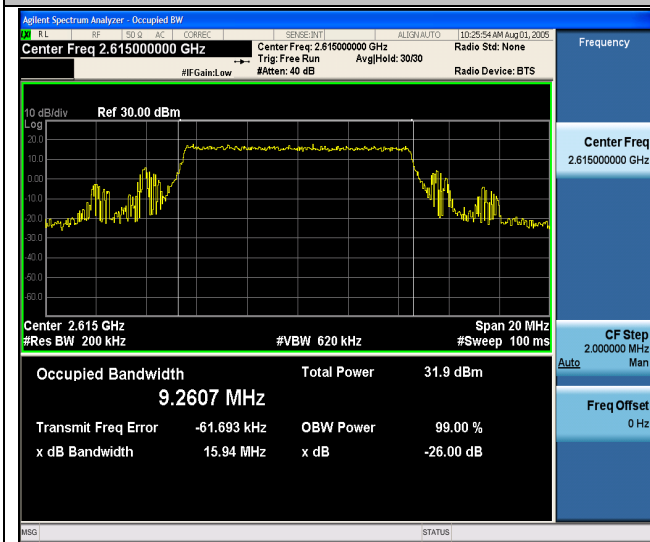 Agilent Spectrum Analyzer - Occupied BW
RL RF 50 Ω AC CORREC SENSE:INT ALIGN AUTO 10:25:54 AM Aug 01, 2005
Center Freq 2.615000000 GHz Center Freq: 2.615000000 GHz Radio Std: None
Trig: Free Run Avg|Hold: 30/30
#IFGain:Low #Atten: 40 dB Radio Device: BTS
Frequency
10 dB/div Ref 30.00 dBm
Log
20.0
10.0
0.00
-10.0
-20.0
-30.0
-40.0
-50.0
-60.0
Center 2.615 GHz Span 20 MHz
#Res BW 200 kHz #VBW 620 kHz #Sweep 100 ms
Occupied Bandwidth Total Power 31.9 dBm
9.2607 MHz
Transmit Freq Error -61.693 kHz OBW Power 99.00 %
x dB Bandwidth 15.94 MHz x dB -26.00 dB
Center Freq
2.615000000 GHz
CF Step
2.000000 MHz
Auto Man
Freq Offset
0 Hz
MSG STATUS